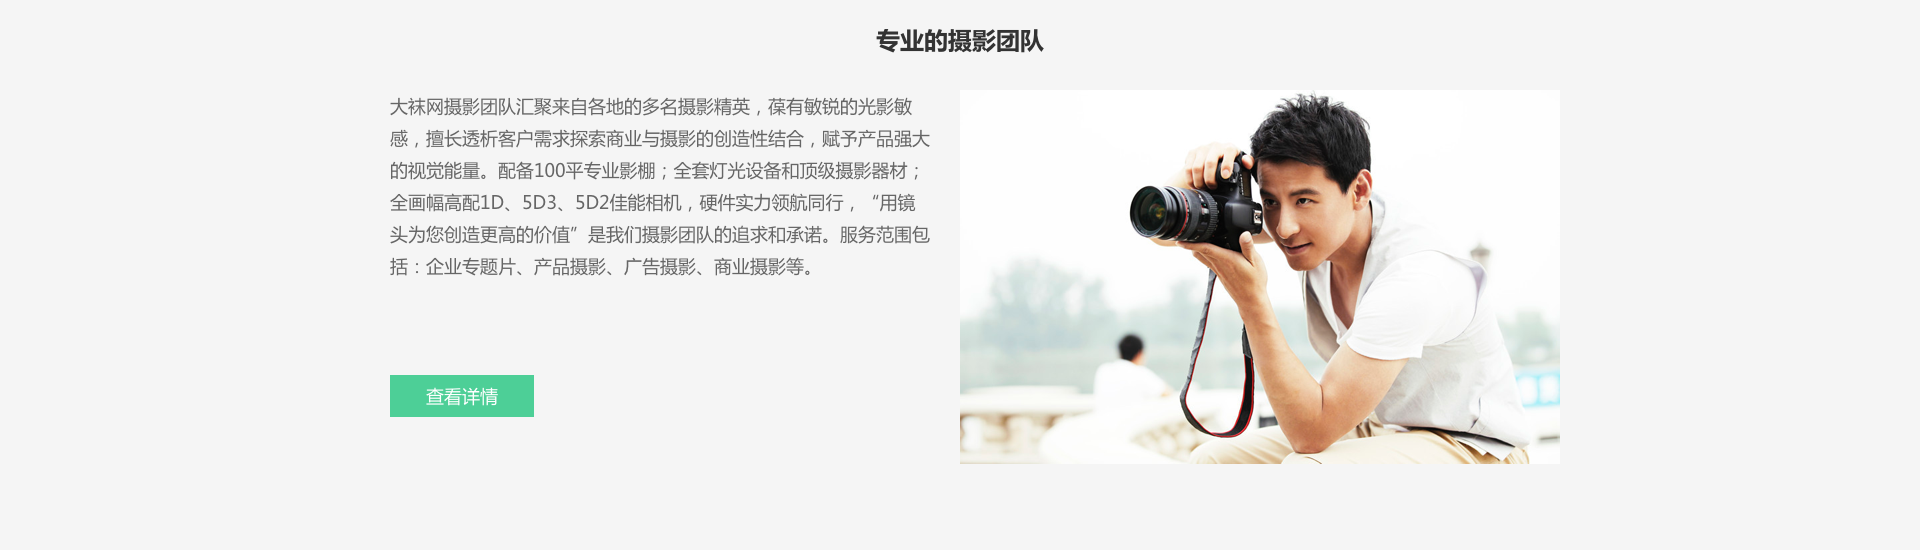 专业的摄影团队
大袜网摄影团队汇聚来自各地的多名摄影精英，葆有敏锐的光影敏
感，擅长透析客户需求探索商业与摄影的创造性结合，赋予产品强大
的视觉能量。配备100平专业影棚；全套灯光设备和顶级摄影器材；
全画幅高配1D、5D3、5D2佳能相机，硬件实力领航同行，“用镜
头为您创造更高的价值”是我们摄影团队的追求和承诺。服务范围包
括：企业专题片、产品摄影、广告摄影、商业摄影等。
查看详情